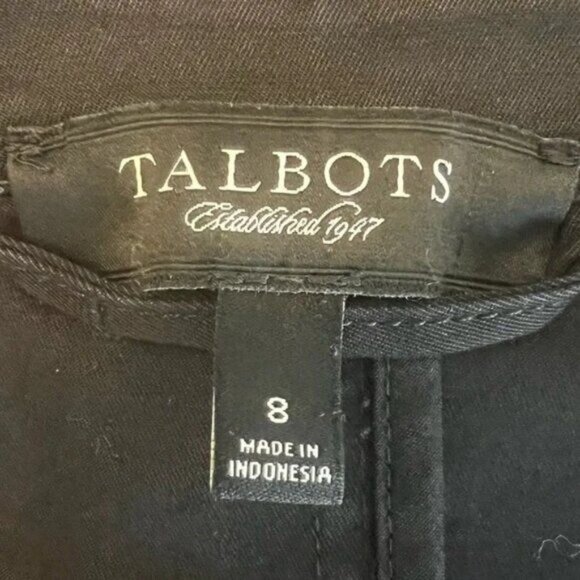 TALBOTS
Established 1947
8
MADE IN
INDONESIA